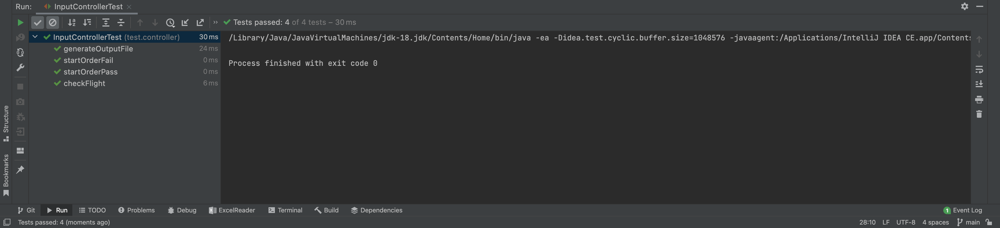 Run: InputControllerTest
Tests passed: 4 of 4 tests – 30 ms
InputControllerTest (test.controller) 30 ms
generateOutputFile 24 ms
startOrderFail 0 ms
startOrderPass 0 ms
checkFlight 6 ms
/Library/Java/JavaVirtualMachines/jdk-18.jdk/Contents/Home/bin/java -ea -Didea.test.cyclic.buffer.size=1048576 -javaagent:/Applications/IntelliJ IDEA CE.app/Contents
Process finished with exit code 0
Structure
Bookmarks
Git Run TODO Problems Debug ExcelReader Terminal Build Dependencies 1 Event Log
Tests passed: 4 (moments ago) 28:10 LF UTF-8 4 spaces main